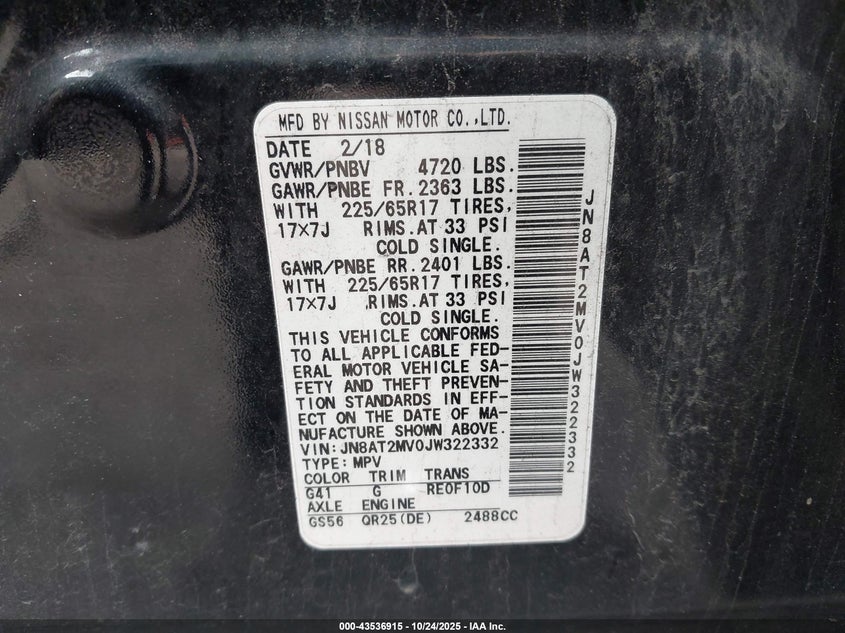 MFD BY NISSAN MOTOR CO.,LTD.
DATE 2/18
GVWR/PNBV 4720 LBS.
GAWR/PNBE FR. 2363 LBS.
WITH 225/65R17 TIRES,
17X7J RIMS.AT 33 PSI
COLD SINGLE.
GAWR/PNBE RR. 2401 LBS.
WITH 225/65R17 TIRES,
17X7J RIMS.AT 33 PSI
COLD SINGLE.
THIS VEHICLE CONFORMS
TO ALL APPLICABLE FED-
ERAL MOTOR VEHICLE SA-
FETY AND THEFT PREVEN-
TION STANDARDS IN EFF-
ECT ON THE DATE OF MA-
NUFACTURE SHOWN ABOVE.
VIN:JN8AT2MV0JW322332
TYPE:MPV
COLOR TRIM TRANS
G41 G RE0F10D
AXLE ENGINE
GS56 QR25(DE) 2488CC
JN8AT2MV0JW322332
000-43536915 - 10/24/2025 - IAA Inc.